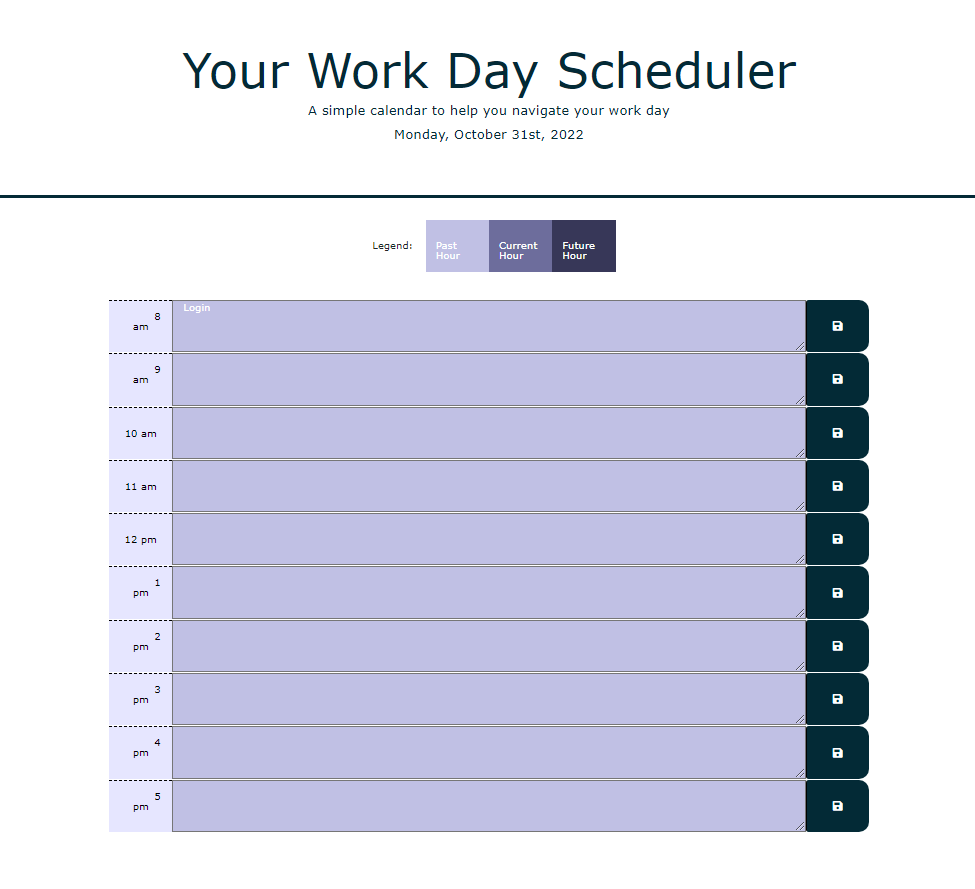 Your Work Day Scheduler
A simple calendar to help you navigate your work day
Monday, October 31st, 2022
Legend:
Past
Hour
Current
Hour
Future
Hour
8
am
Login
9
am
10 am
11 am
12 pm
1
pm
2
pm
3
pm
4
pm
5
pm